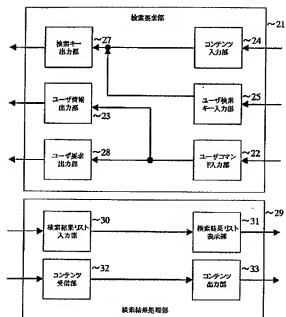 検索要求部
~21
検索キー
出力部
~27
コンテンツ
入力部
~24
ユーザ情報
出力部
~23
ユーザ検索
キー入力部
~25
ユーザ要求
出力部
~28
ユーザコマン
ド入力部
~22
~29
検索結果リスト
入力部
~30
検索結果リスト
表示部
~31
コンテンツ
受信部
~32
コンテンツ
出力部
~33
検索結果処理部